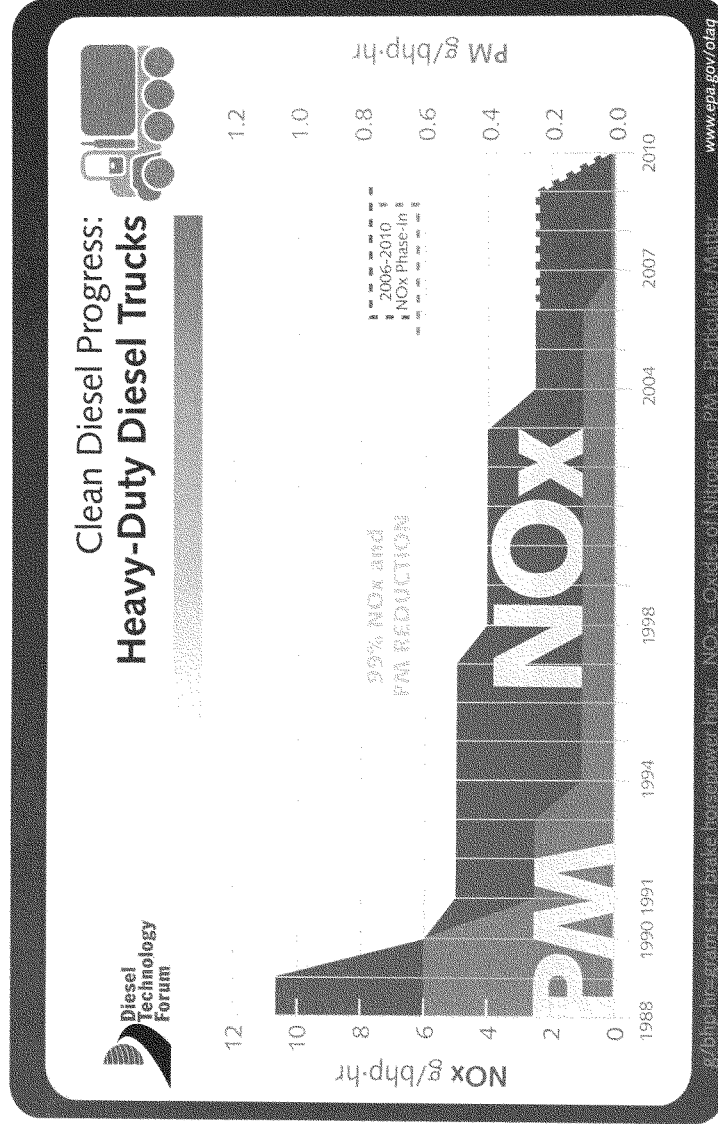 Diesel
Technology
Forum
Clean Diesel Progress:
Heavy-Duty Diesel Trucks
NOx g/bhp·hr
12
10
8
6
4
2
0
99% NOx and
PM REDUCTION
2006-2010
NOx Phase-In
PM g/bhp·hr
1.2
1.0
0.8
0.6
0.4
0.2
0.0
PM
NOx
1988
1990
1991
1994
1998
2004
2007
2010
g/bhp-hr=grams per brake horsepower hour NOx = Oxides of Nitrogen PM = Particulate Matter
www.epa.gov/otaq